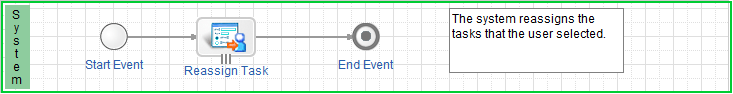 System
Start Event
Reassign Task
End Event
The system reassigns the
tasks that the user selected.